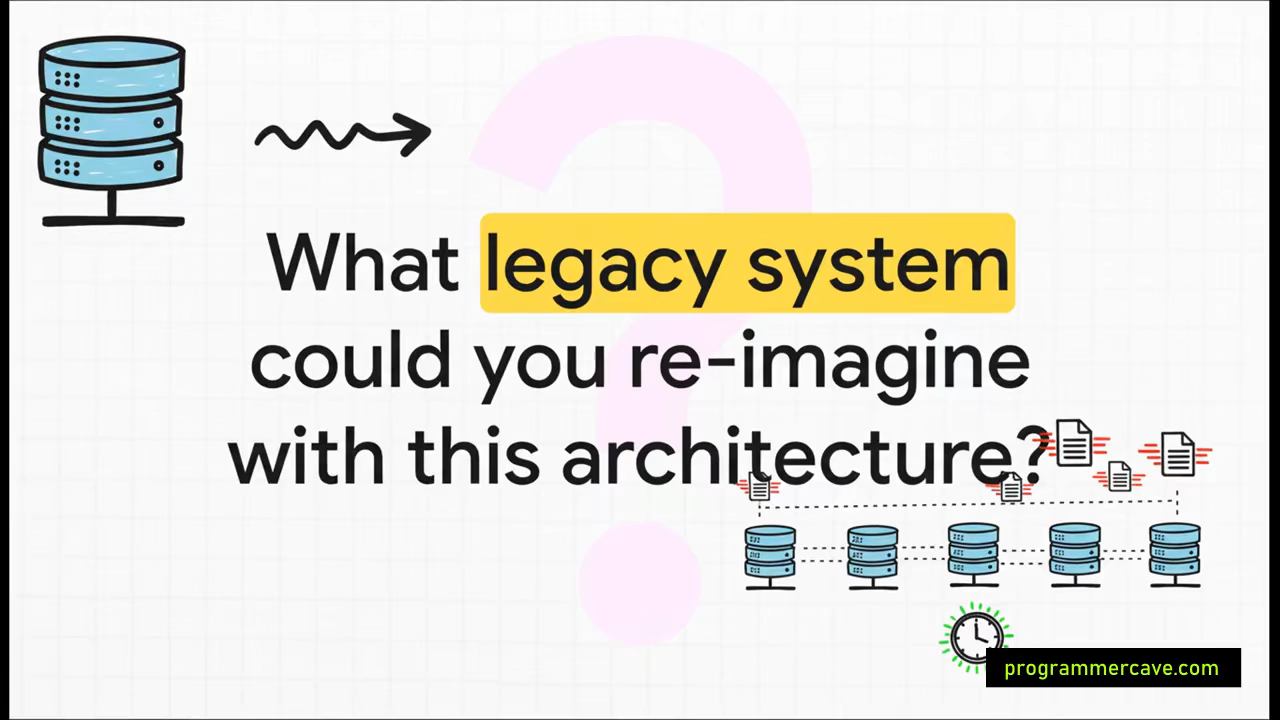 What legacy system
could you re-imagine
with this architecture?
programmercave.com